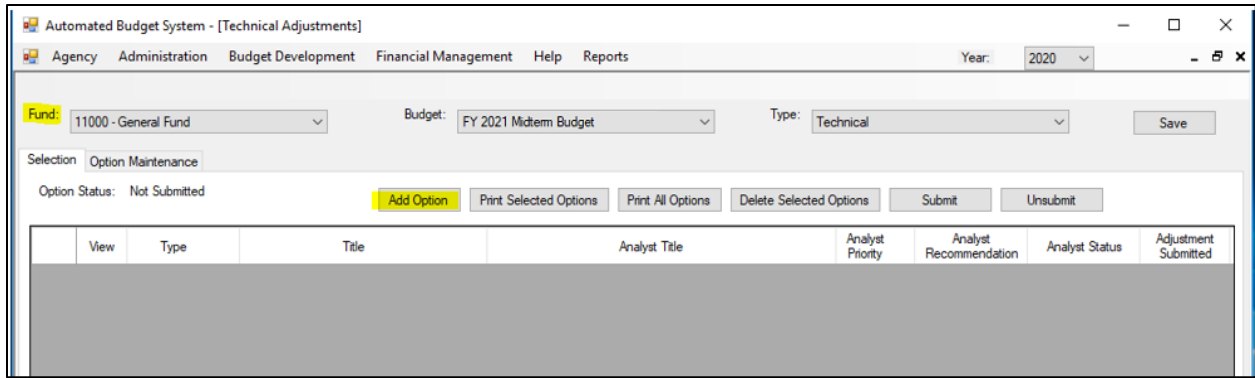 Automated Budget System - [Technical Adjustments]
Agency Administration Budget Development Financial Management Help Reports Year: 2020
Fund: 11000 - General Fund Budget: FY 2021 Midterm Budget Type: Technical Save
Selection Option Maintenance
Option Status: Not Submitted Add Option Print Selected Options Print All Options Delete Selected Options Submit Unsubmit
View Type Title Analyst Title Analyst Priority Analyst Recommendation Analyst Status Adjustment Submitted